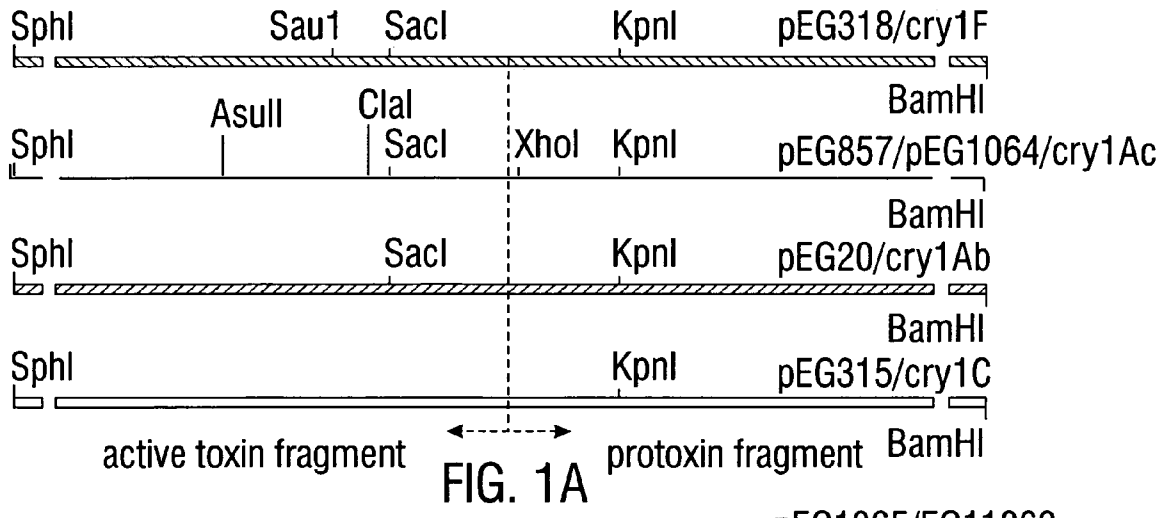 SphI Sau1 SacI KpnI pEG318/cry1F
BamHI
AsuII ClaI
SphI SacI XhoI KpnI pEG857/pEG1064/cry1Ac
BamHI
SphI SacI KpnI pEG20/cry1Ab
BamHI
SphI KpnI pEG315/cry1C
BamHI
active toxin fragment protoxin fragment
FIG. 1A